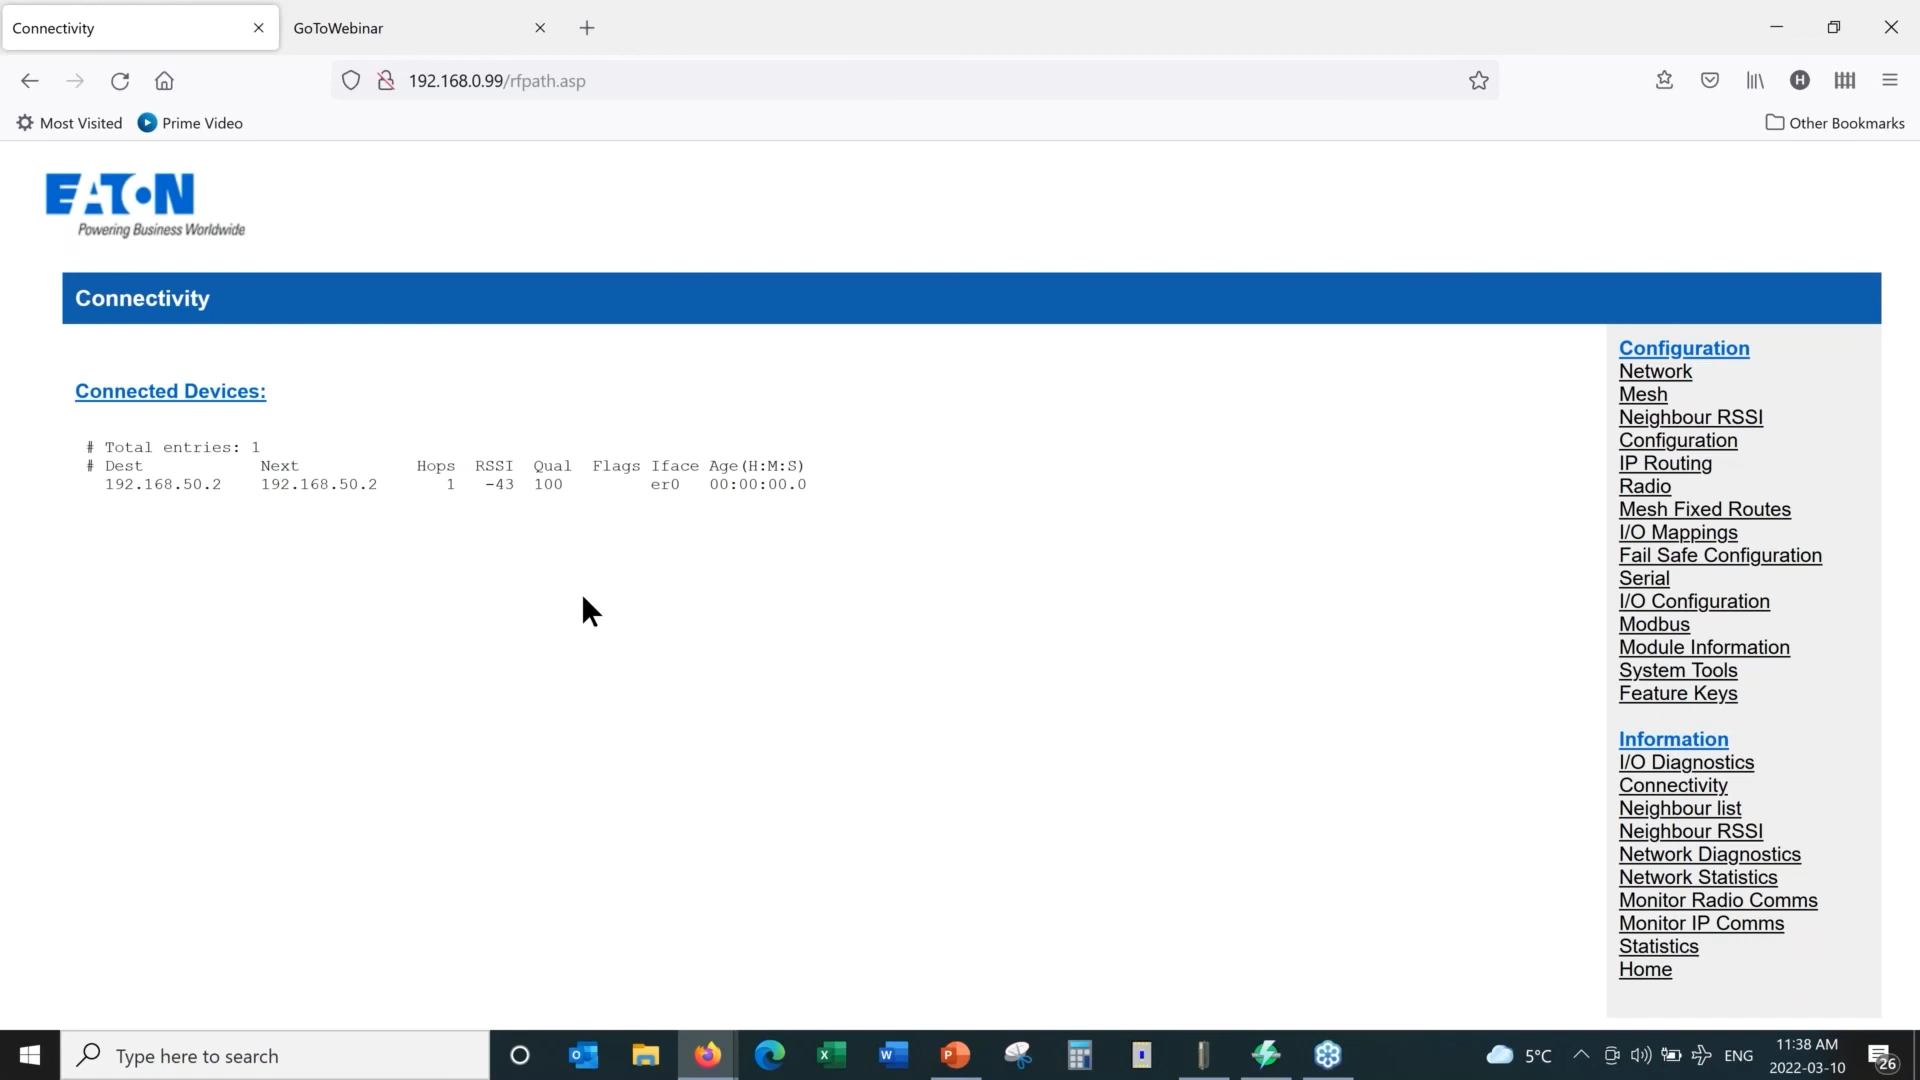 Connectivity
GoToWebinar
192.168.0.99/rfpath.asp
H
Most Visited
Prime Video
Other Bookmarks
EATON
Powering Business Worldwide
Connectivity
Connected Devices:
# Total entries: 1
# Dest Next Hops RSSI Qual Flags Iface Age(H:M:S)
192.168.50.2 192.168.50.2 1 -43 100 er0 00:00:00.0
Configuration
Network
Mesh
Neighbour RSSI
Configuration
IP Routing
Radio
Mesh Fixed Routes
I/O Mappings
Fail Safe Configuration
Serial
I/O Configuration
Modbus
Module Information
System Tools
Feature Keys
Information
I/O Diagnostics
Connectivity
Neighbour list
Neighbour RSSI
Network Diagnostics
Network Statistics
Monitor Radio Comms
Monitor IP Comms
Statistics
Home
Type here to search
5°C
ENG
11:38 AM
2022-03-10
26